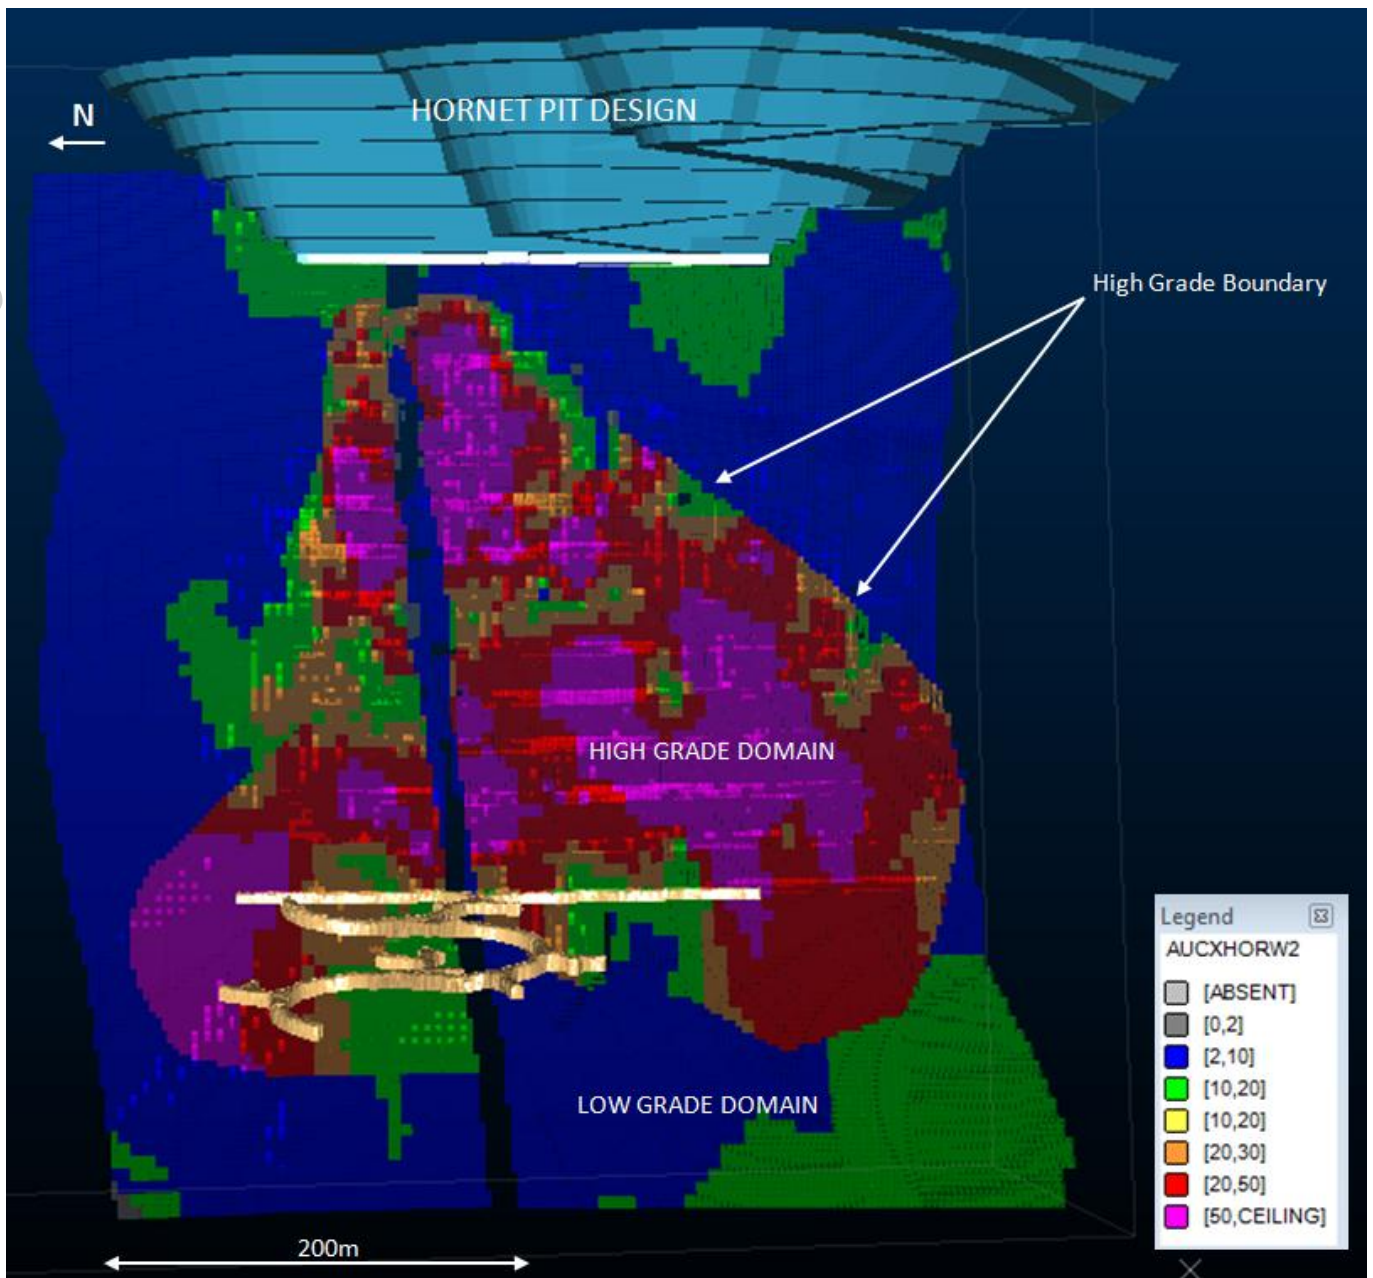 HORNET PIT DESIGN
N
High Grade Boundary
HIGH GRADE DOMAIN
LOW GRADE DOMAIN
200m
Legend
AUCXHORW2
[ABSENT]
[0,2]
[2,10]
[10,20]
[10,20]
[20,30]
[20,50]
[50,CEILING]